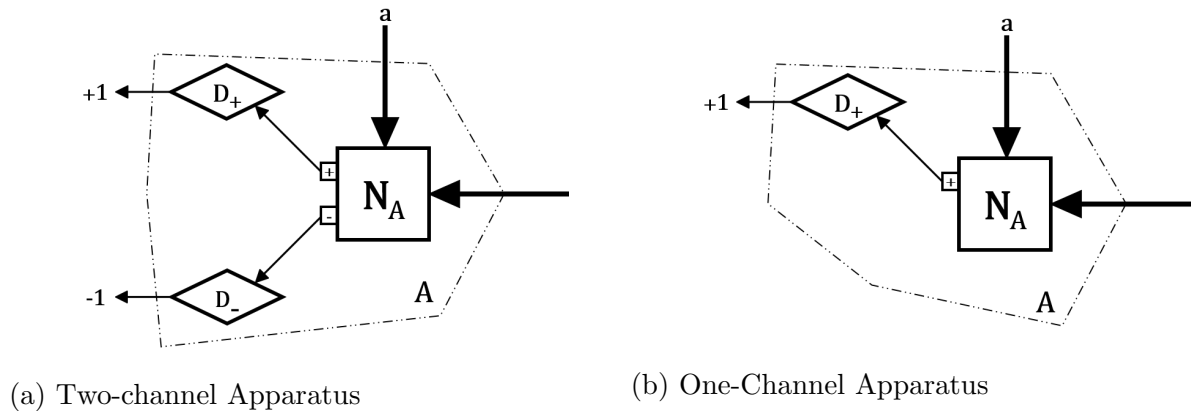 a
D+
+1
+
NA
-
D-
-1
A
(a) Two-channel Apparatus
a
D+
+1
+
NA
A
(b) One-Channel Apparatus